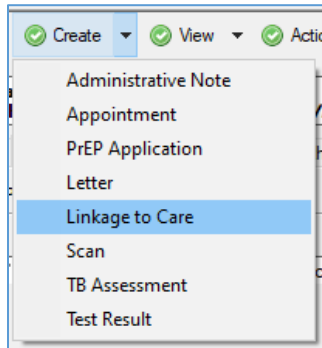 Create View Actio
Administrative Note
Appointment
PrEP Application
Letter
Linkage to Care
Scan
TB Assessment
Test Result